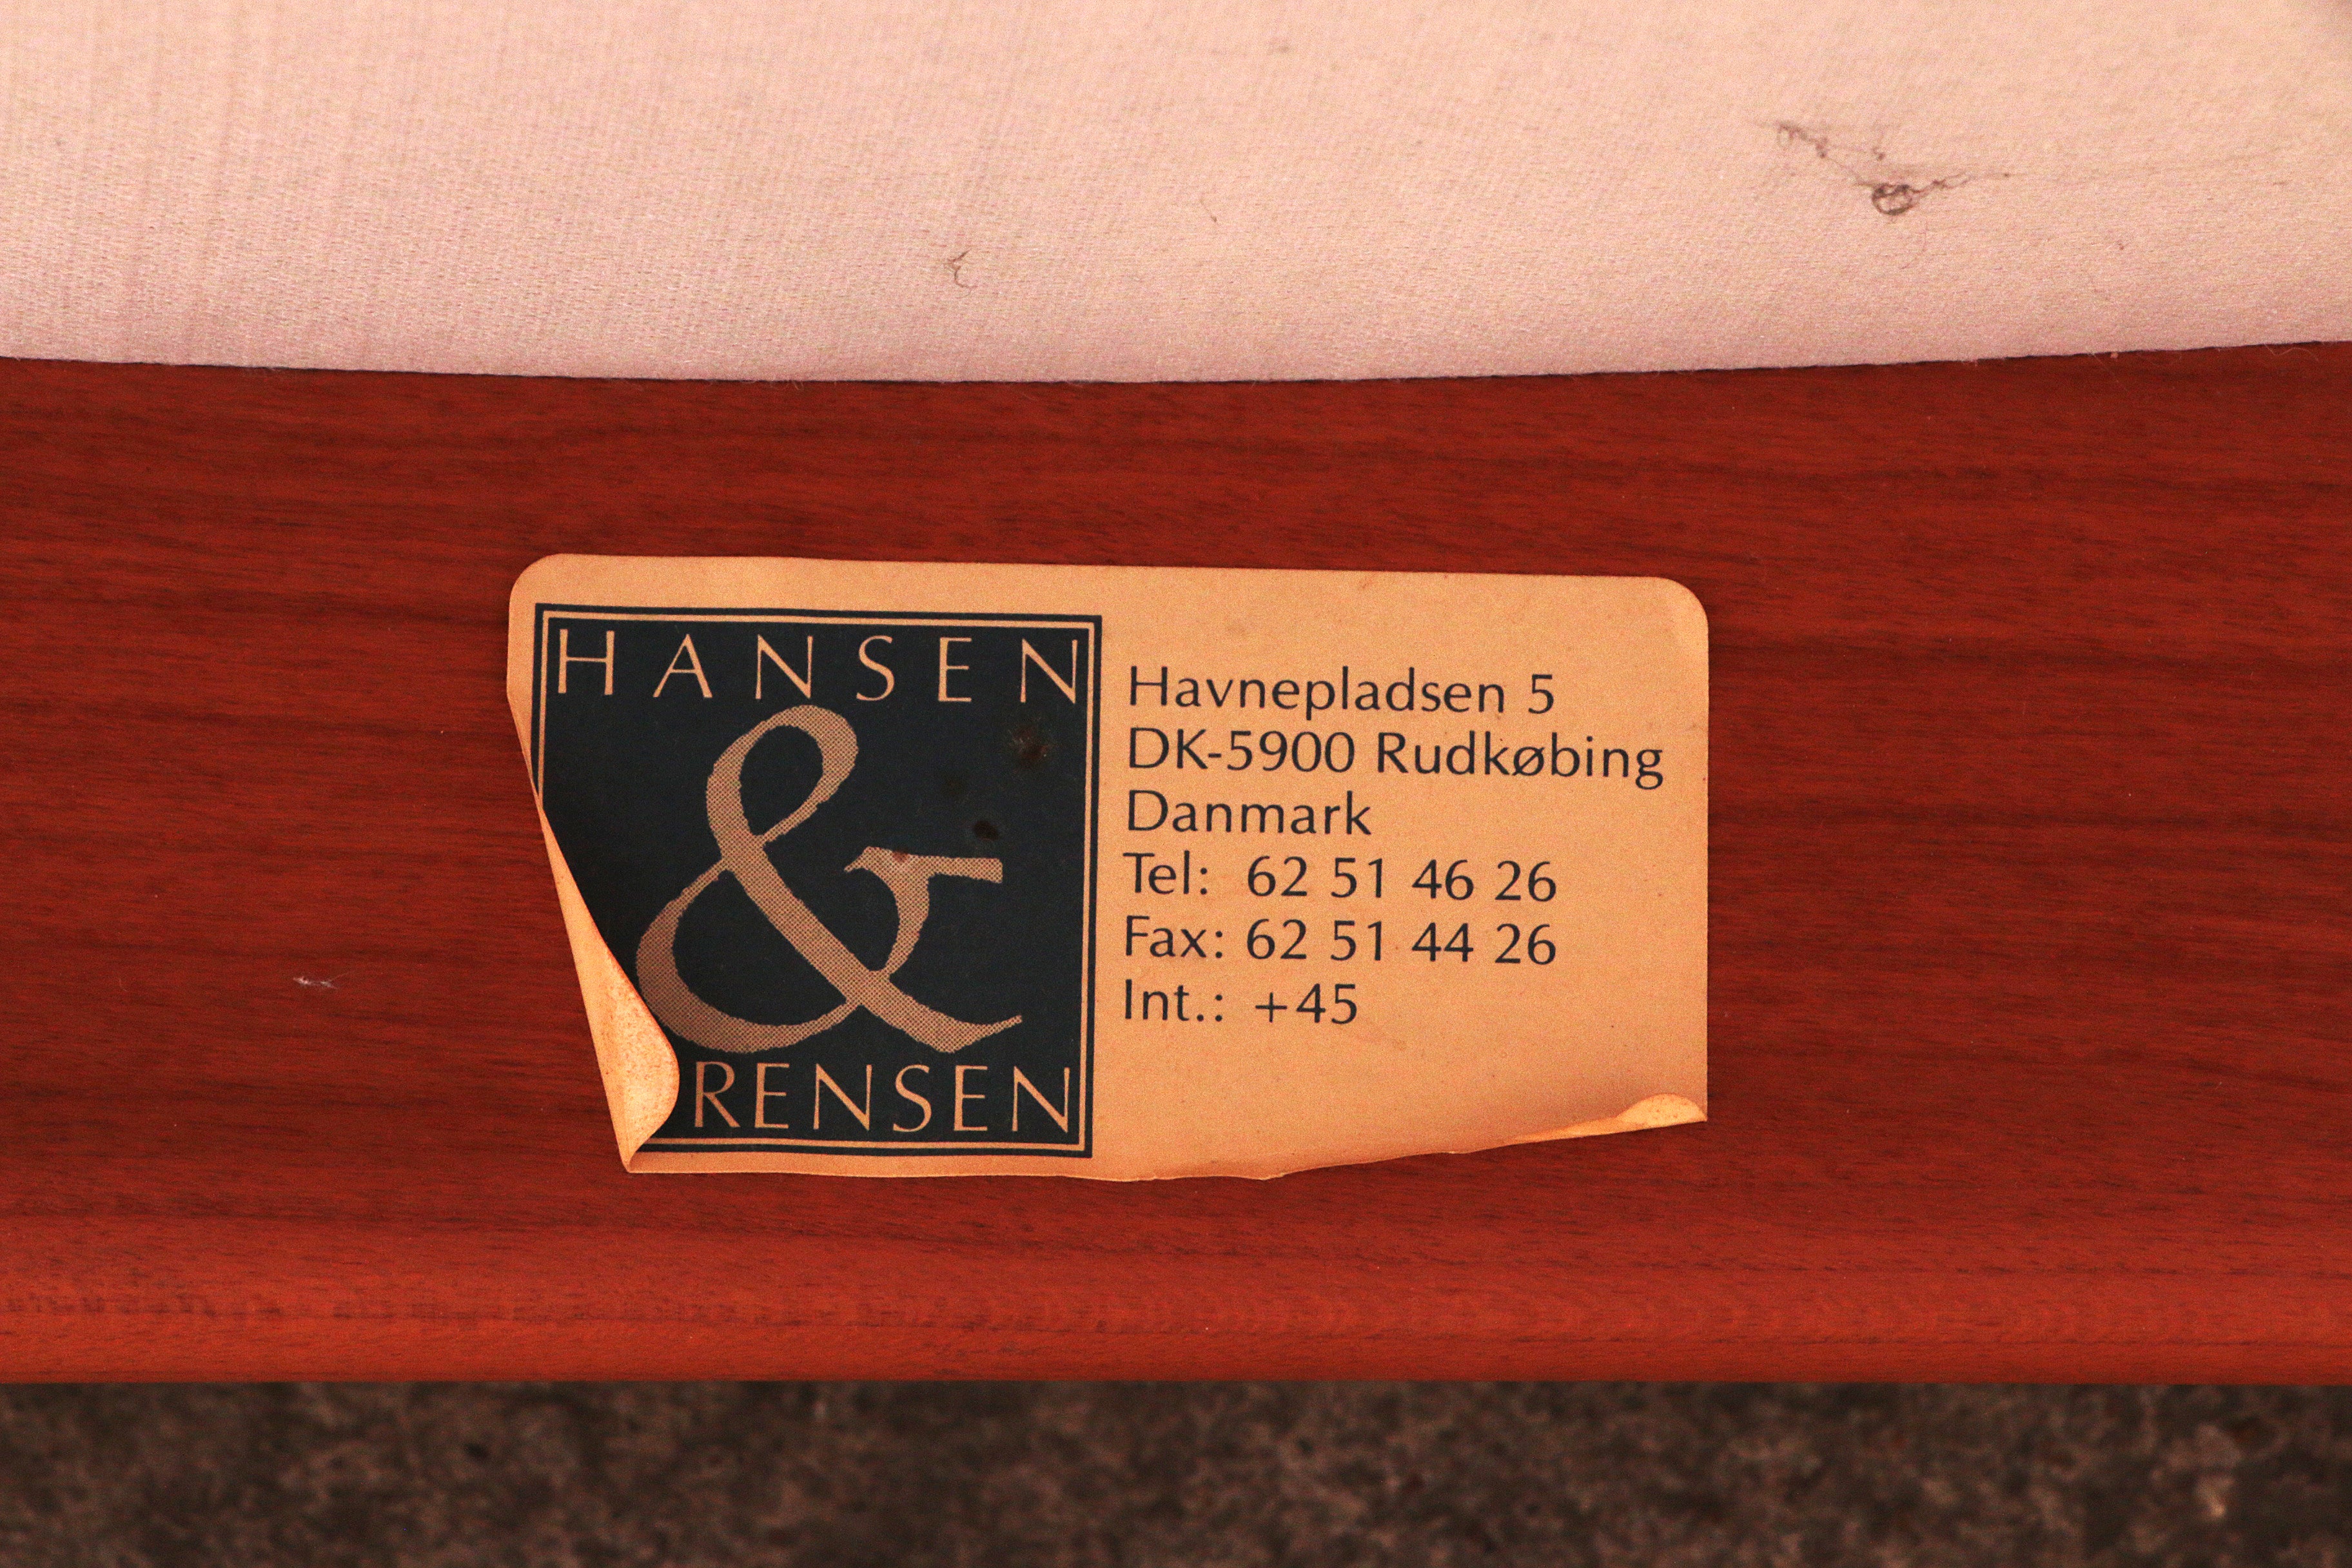 HANSEN
&
RENSEN
Havnepladsen 5
DK-5900 Rudkøbing
Danmark
Tel: 62 51 46 26
Fax: 62 51 44 26
Int.: +45